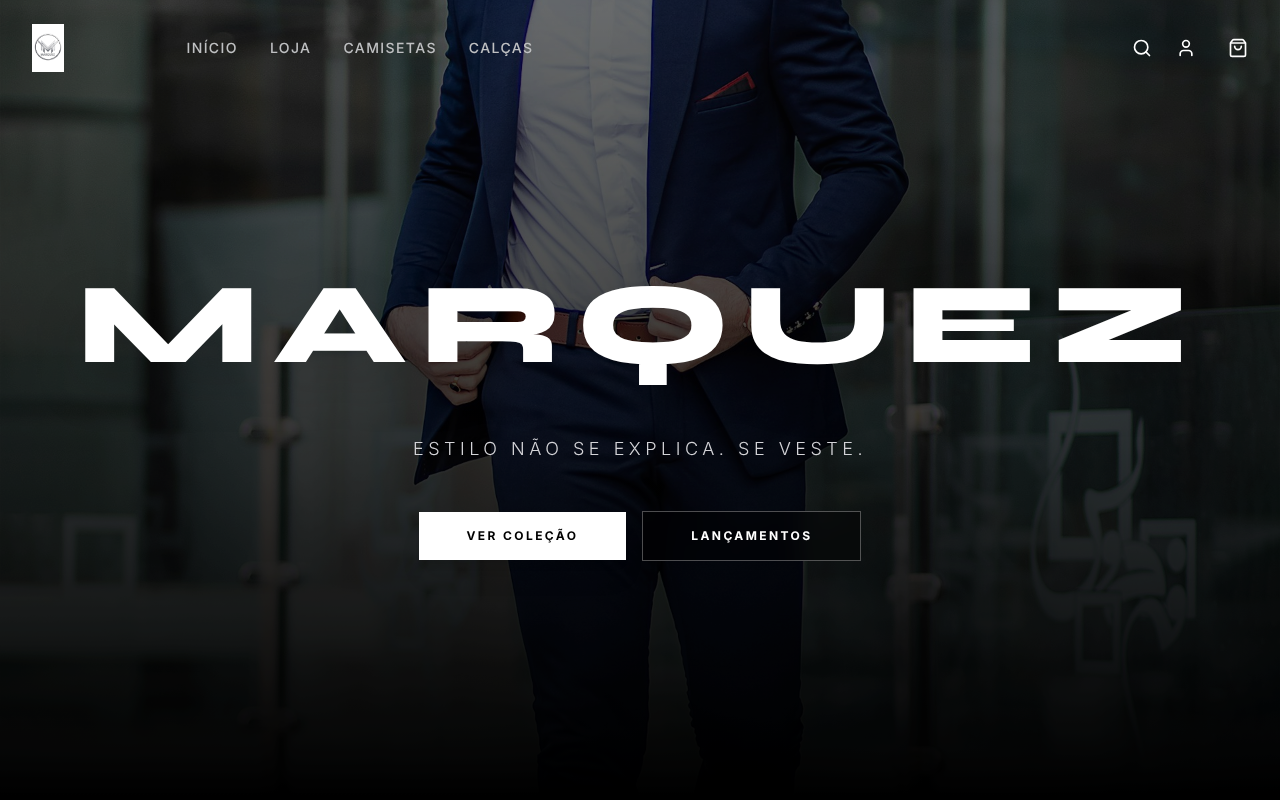 INÍCIO LOJA CAMISETAS CALÇAS
MARQUEZ
ESTILO NÃO SE EXPLICA. SE VESTE.
VER COLEÇÃO LANÇAMENTOS